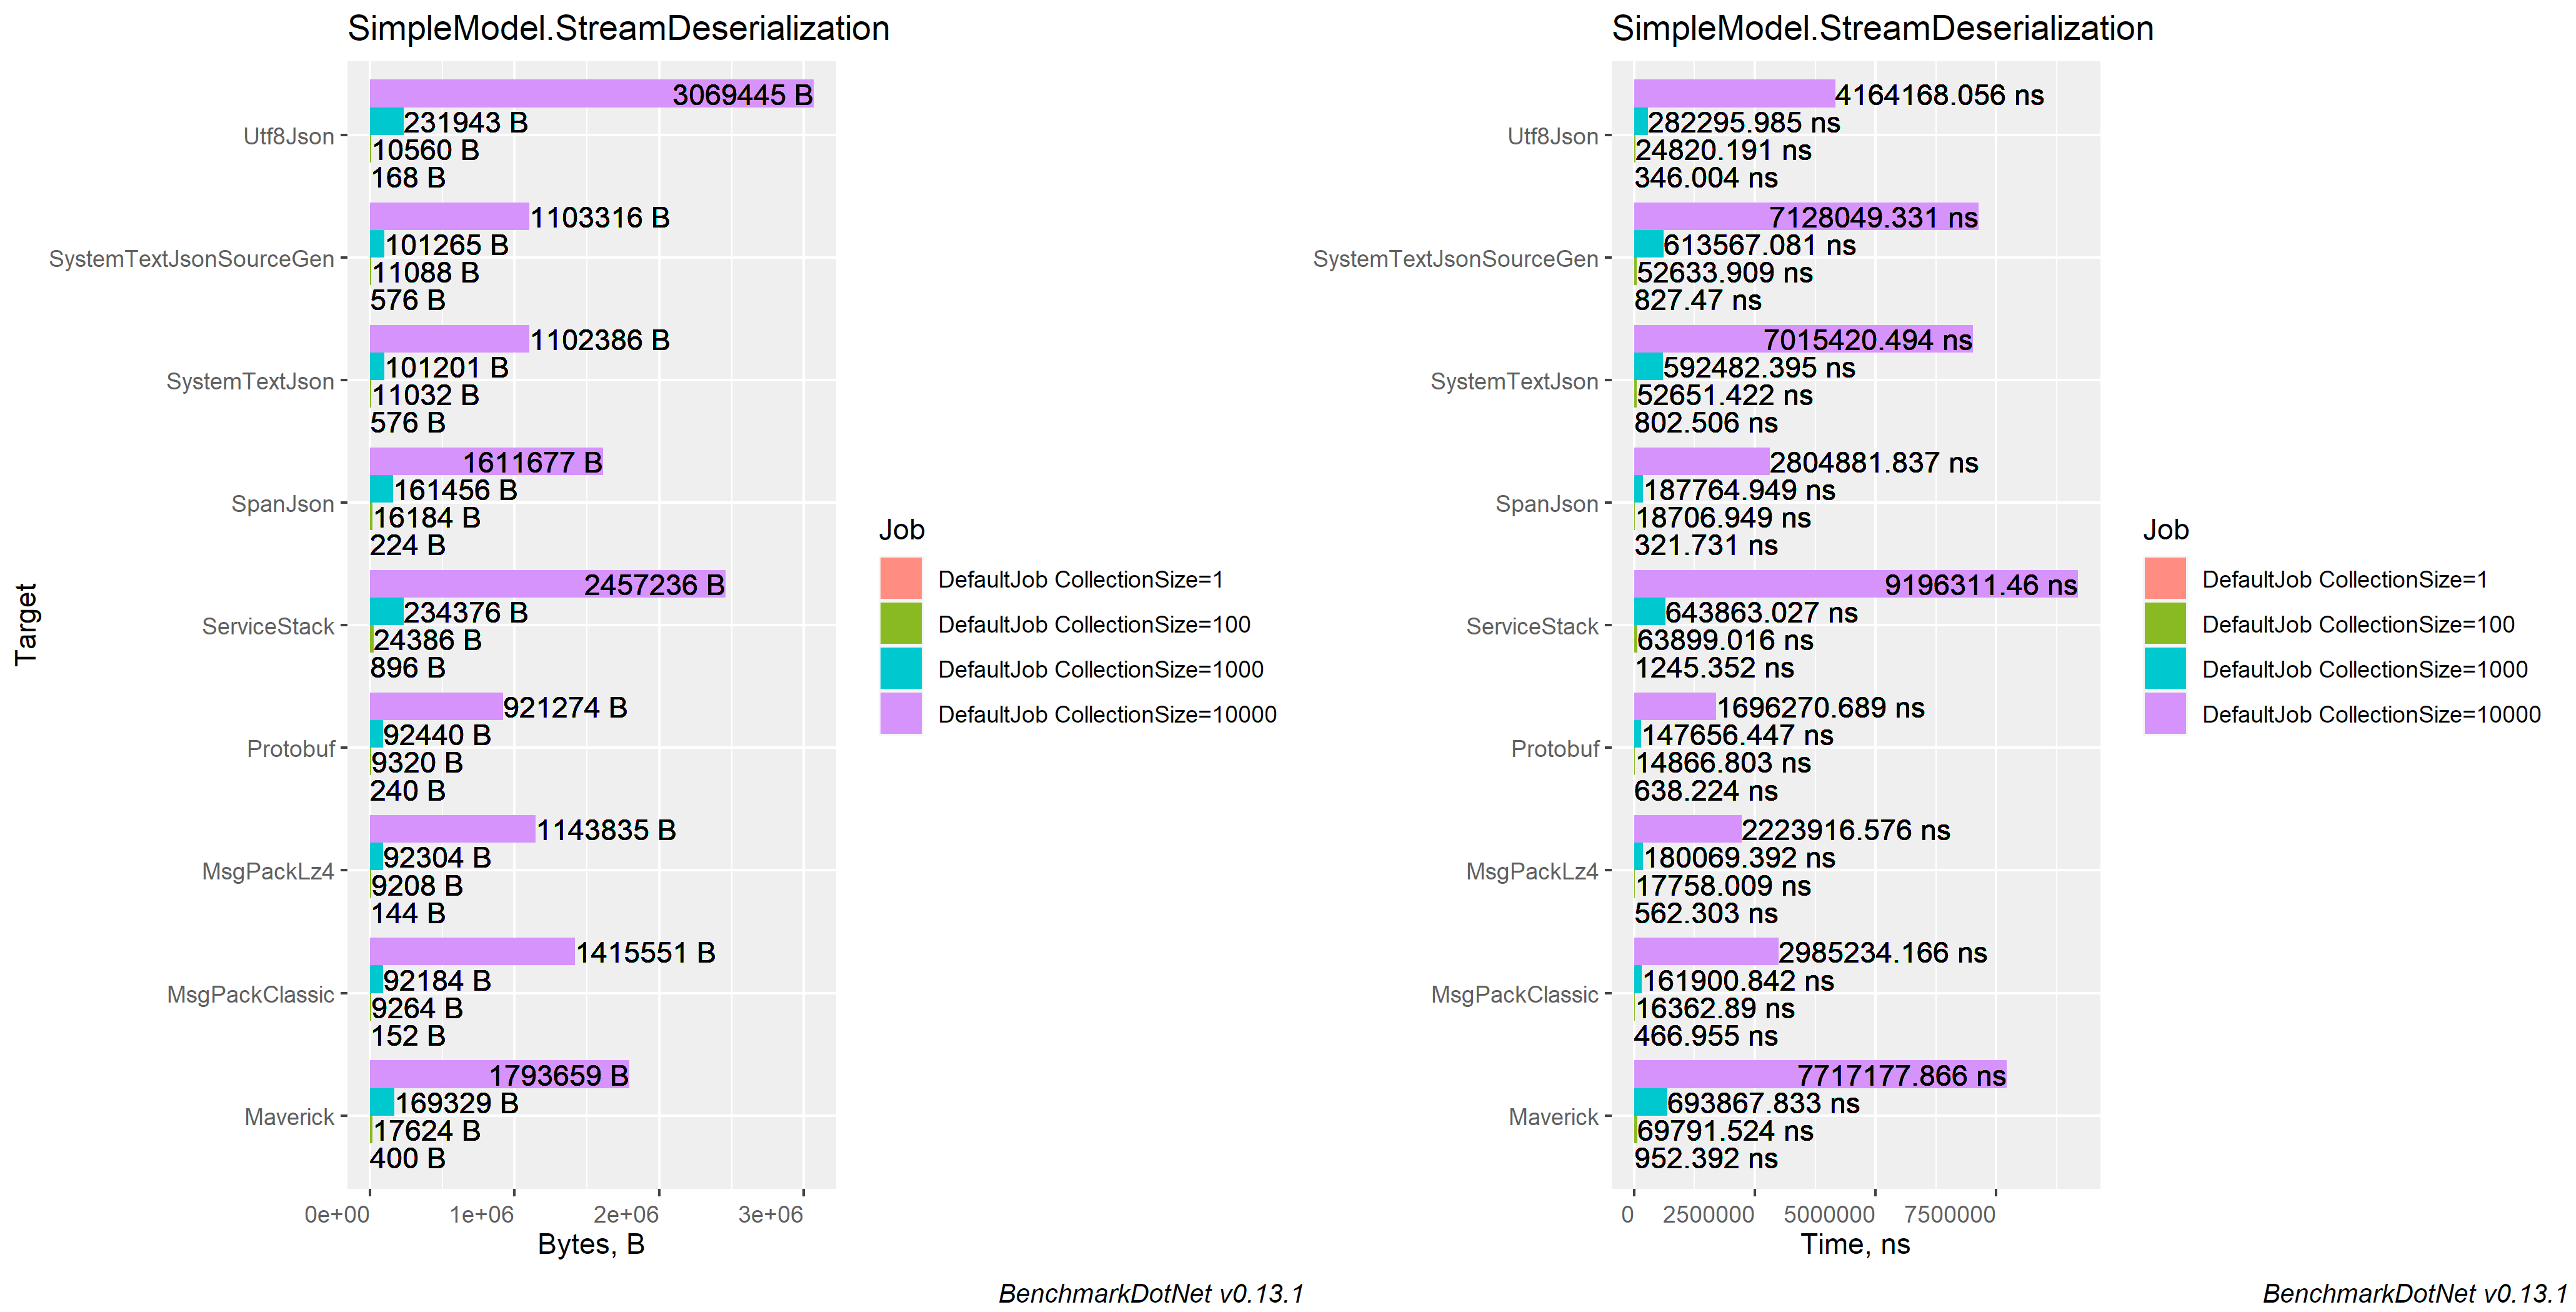 SimpleModel.StreamDeserialization
Target
Utf8Json
3069445 B
231943 B
10560 B
168 B
SystemTextJsonSourceGen
1103316 B
101265 B
11088 B
576 B
SystemTextJson
1102386 B
101201 B
11032 B
576 B
SpanJson
1611677 B
161456 B
16184 B
224 B
ServiceStack
2457236 B
234376 B
24386 B
896 B
Protobuf
921274 B
92440 B
9320 B
240 B
MsgPackLz4
1143835 B
92304 B
9208 B
144 B
MsgPackClassic
1415551 B
92184 B
9264 B
152 B
Maverick
1793659 B
169329 B
17624 B
400 B
0e+00 1e+06 2e+06 3e+06
Bytes, B
Job
DefaultJob CollectionSize=1
DefaultJob CollectionSize=100
DefaultJob CollectionSize=1000
DefaultJob CollectionSize=10000
BenchmarkDotNet v0.13.1
SimpleModel.StreamDeserialization
Utf8Json
4164168.056 ns
282295.985 ns
24820.191 ns
346.004 ns
SystemTextJsonSourceGen
7128049.331 ns
613567.081 ns
52633.909 ns
827.47 ns
SystemTextJson
7015420.494 ns
592482.395 ns
52651.422 ns
802.506 ns
SpanJson
2804881.837 ns
187764.949 ns
18706.949 ns
321.731 ns
ServiceStack
9196311.46 ns
643863.027 ns
63899.016 ns
1245.352 ns
Protobuf
1696270.689 ns
147656.447 ns
14866.803 ns
638.224 ns
MsgPackLz4
2223916.576 ns
180069.392 ns
17758.009 ns
562.303 ns
MsgPackClassic
2985234.166 ns
161900.842 ns
16362.89 ns
466.955 ns
Maverick
7717177.866 ns
693867.833 ns
69791.524 ns
952.392 ns
0 2500000 5000000 7500000
Time, ns
Job
DefaultJob CollectionSize=1
DefaultJob CollectionSize=100
DefaultJob CollectionSize=1000
DefaultJob CollectionSize=10000
BenchmarkDotNet v0.13.1